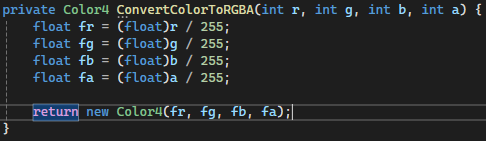 private Color4 ConvertColorToRGBA(int r, int g, int b, int a) {
    float fr = (float)r / 255;
    float fg = (float)g / 255;
    float fb = (float)b / 255;
    float fa = (float)a / 255;

    return new Color4(fr, fg, fb, fa);
}